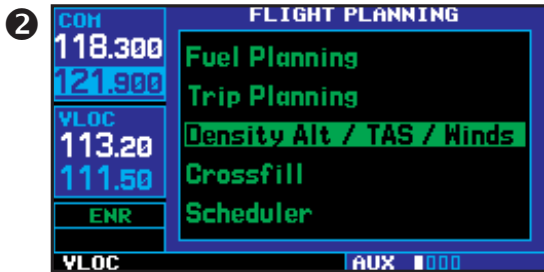 ❷
COM
118.300
121.900
VLOC
113.20
111.50
ENR
VLOC
FLIGHT PLANNING
Fuel Planning
Trip Planning
Density Alt / TAS / Winds
Crossfill
Scheduler
AUX